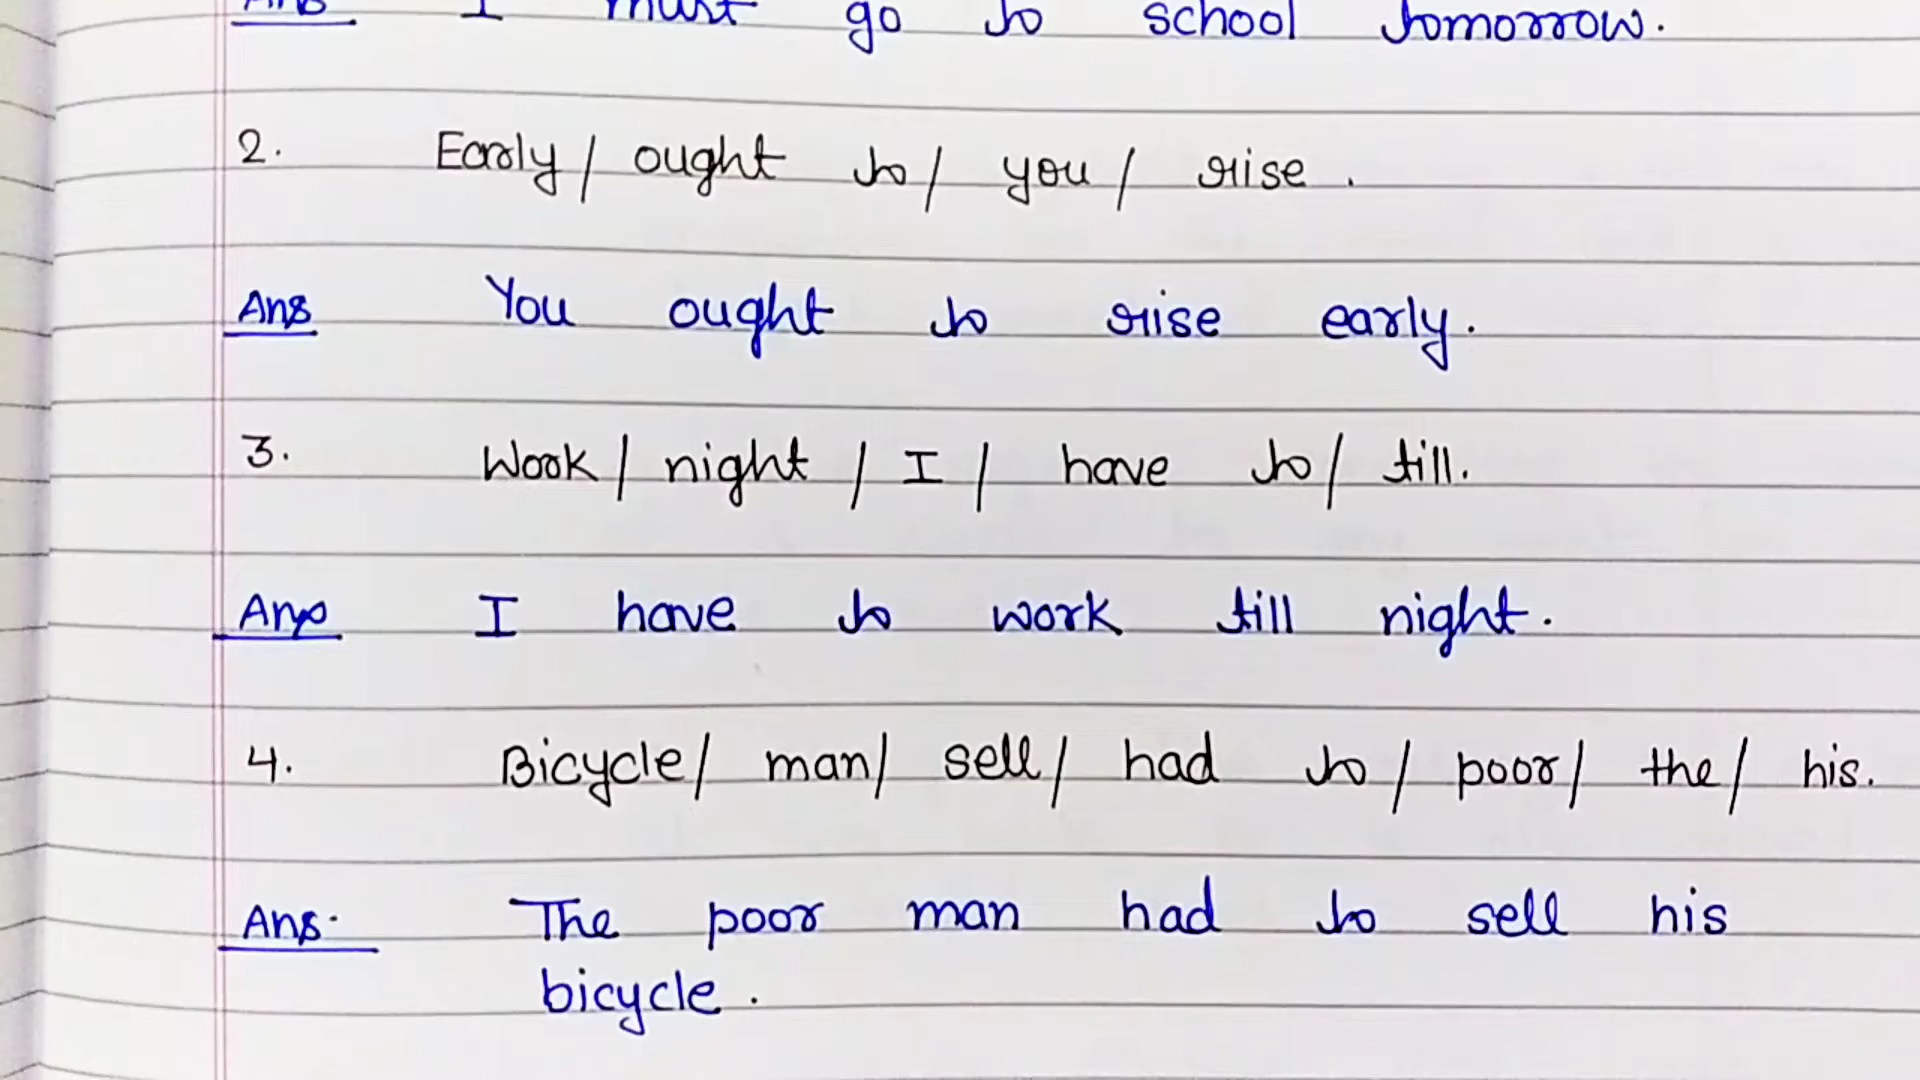 Ans I must go to school tomorrow.
2. Early / ought to / you / rise .
Ans You ought to rise early.
3. Work / night / I / have to / till.
Ans I have to work till night.
4. Bicycle / man / sell / had to / poor / the / his.
Ans. The poor man had to sell his
bicycle .